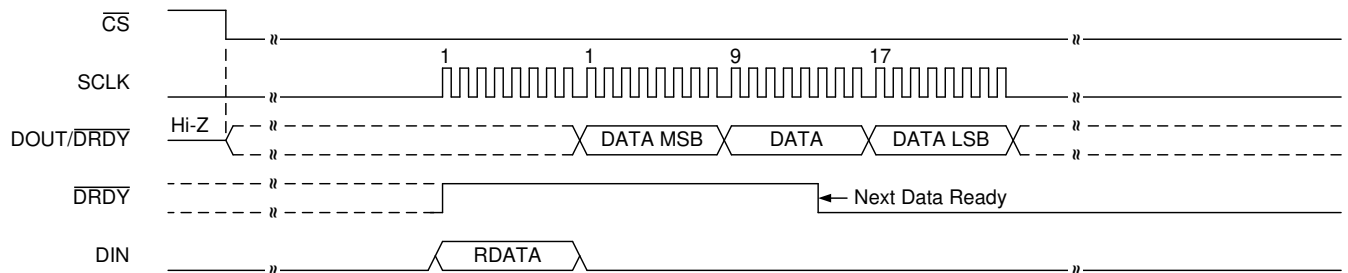 CS
SCLK
1 1 9 17
DOUT/DRDY
Hi-Z
DATA MSB DATA DATA LSB
DRDY
Next Data Ready
DIN
RDATA